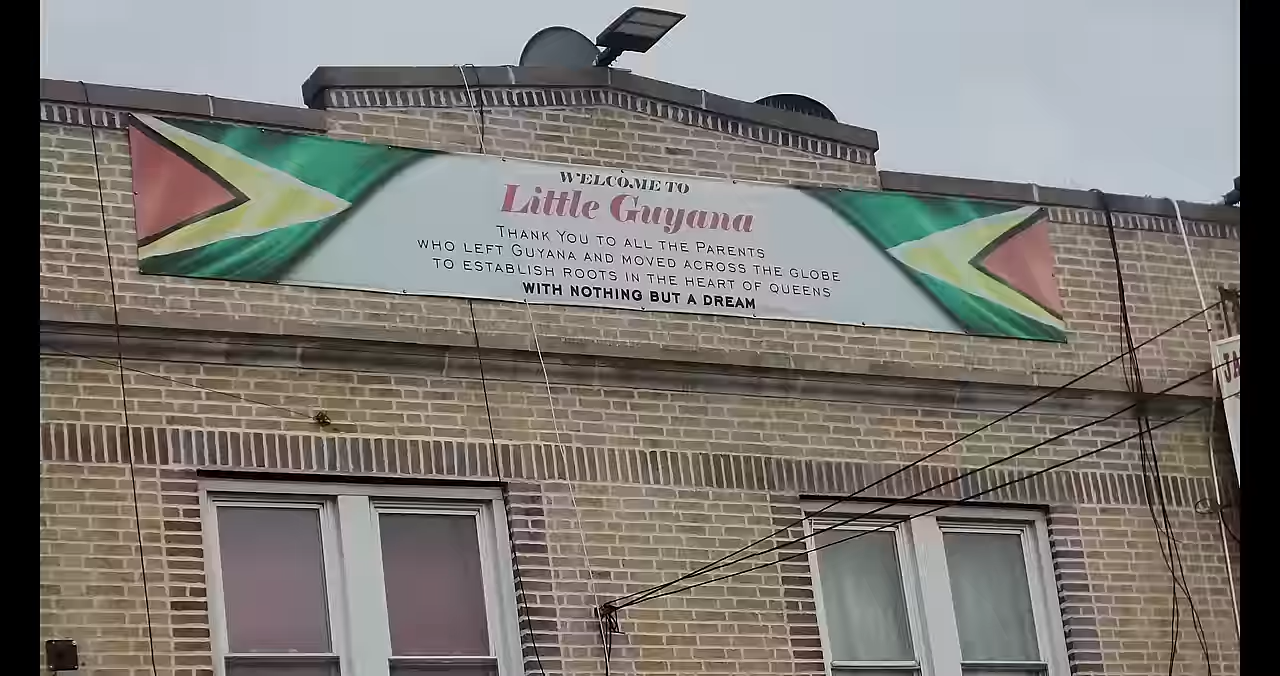 WELCOME TO
Little Guyana
THANK YOU TO ALL THE PARENTS
WHO LEFT GUYANA AND MOVED ACROSS THE GLOBE
TO ESTABLISH ROOTS IN THE HEART OF QUEENS
WITH NOTHING BUT A DREAM